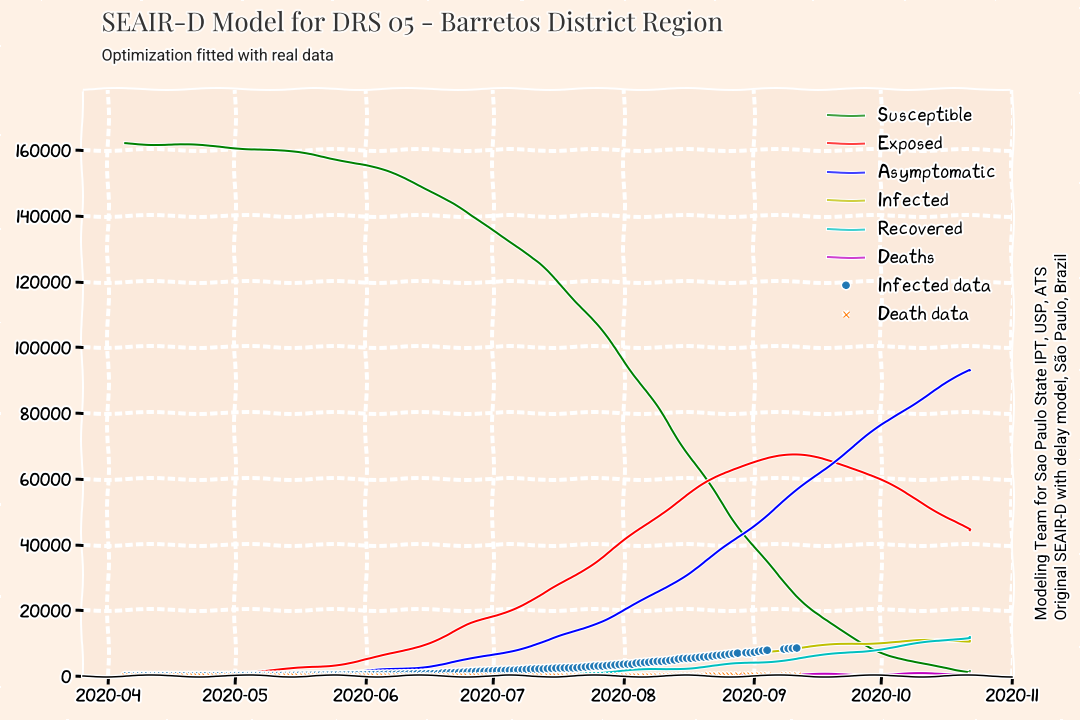 SEAIR-D Model for DRS 05 - Barretos District Region
Optimization fitted with real data
Susceptible
Exposed
Asymptomatic
Infected
Recovered
Deaths
Infected data
Death data
160000
140000
120000
100000
80000
60000
40000
20000
0
2020-04
2020-05
2020-06
2020-07
2020-08
2020-09
2020-10
2020-11
Modeling Team for Sao Paulo State IPT, USP, ATS
Original SEAIR-D with delay model, São Paulo, Brazil